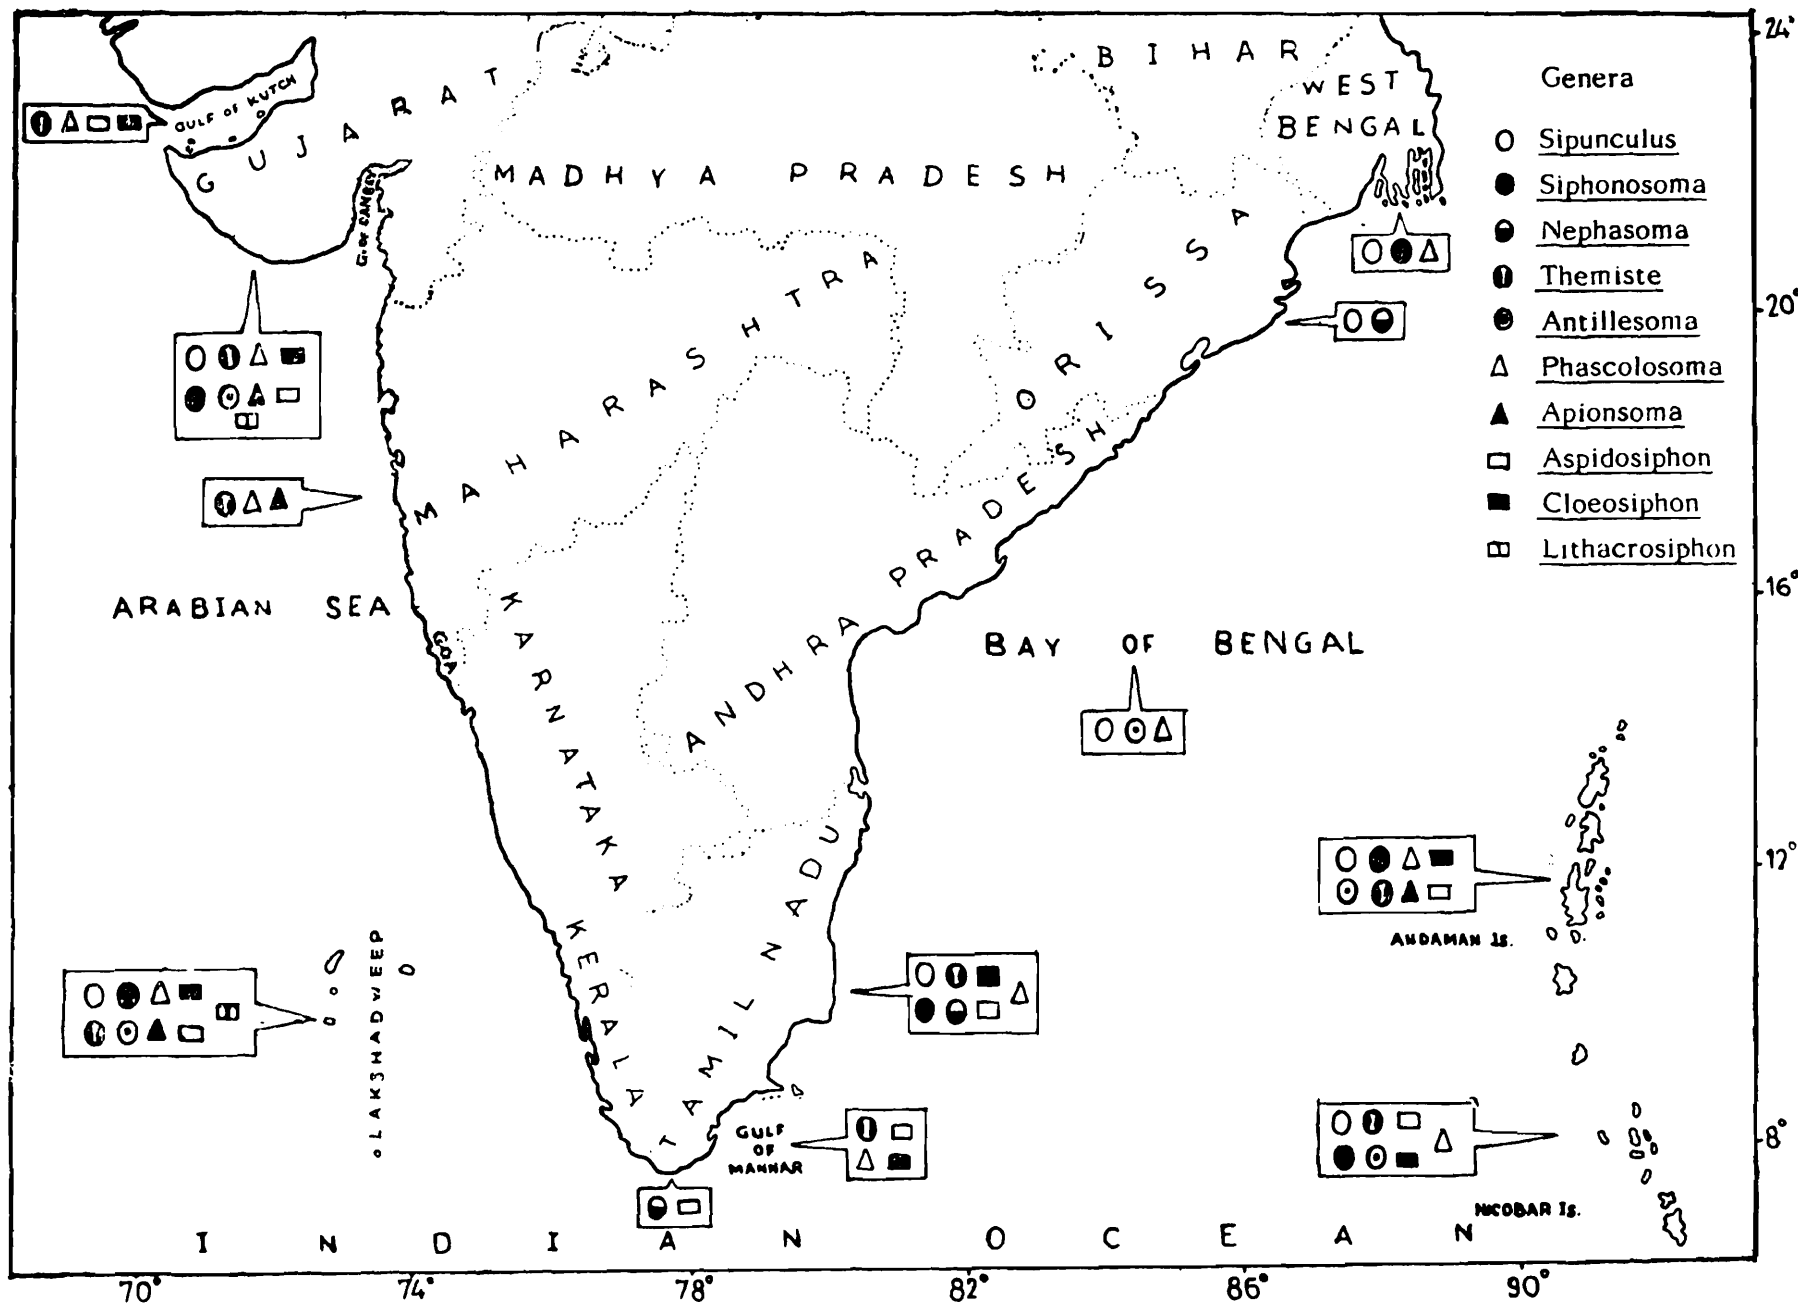 24°
BIHAR
WEST
BENGAL
Genera
GULF OF KUTCH
GUJARAT
Sipunculus
MADHYA PRADESH
Siphonosoma
G. OF CAMBEY
Nephasoma
Themiste
ORISSA
20°
Antillesoma
MAHARASHTRA
Phascolosoma
Apionsoma
Aspidosiphon
Cloeosiphon
Lithacrosiphon
ANDHRA PRADESH
16°
ARABIAN SEA
GOA
KARNATAKA
BAY OF BENGAL
12°
ANDAMAN Is.
LAKSHADWEEP
KERALA
TAMIL NADU
GULF
OF
MANNAR
8°
NICOBAR Is.
INDIAN OCEAN
70° 74° 78° 82° 86° 90°